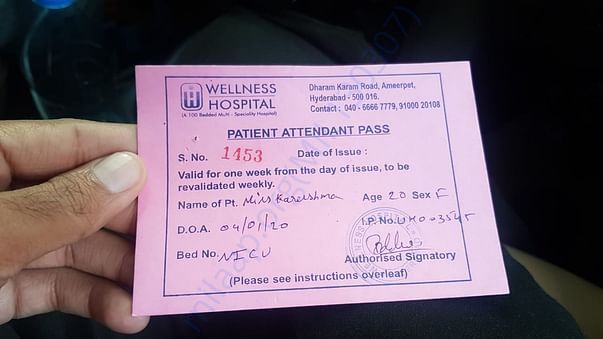 WELLNESS
HOSPITAL
(A 100 Bedded Multi - Speciality Hospital)
Dharam Karam Road, Ameerpet,
Hyderabad - 500 016.
Contact : 040 - 6666 7779, 91000 20108
PATIENT ATTENDANT PASS
S. No. 1453 Date of Issue :
Valid for one week from the day of issue, to be
revalidated weekly.
Name of Pt. Miss Kareshma Age 20 Sex F
D.O.A. 04/01/20 I.P. No.
Bed No. NICU
Authorised Signatory
(Please see instructions overleaf)